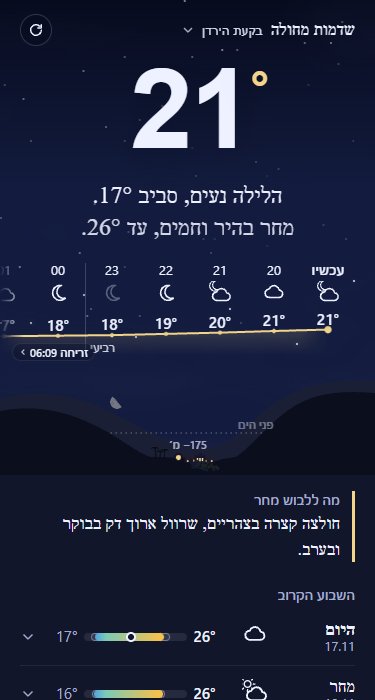 שדמות מחולה בקעת הירדן
21°
הלילה נעים, סביב 17°.
מחר בהיר וחמים, עד 26°.
עכשיו 20 21 22 23 00
21° 21° 20° 19° 18° 18°
רביעי זריחה 06:09
פני הים
−175 מ׳
מה ללבוש מחר
חולצה קצרה בצהריים, שרוול ארוך דק בבוקר
ובערב.
השבוע הקרוב
היום 26° 17°
17.11
מחר 26° 16°